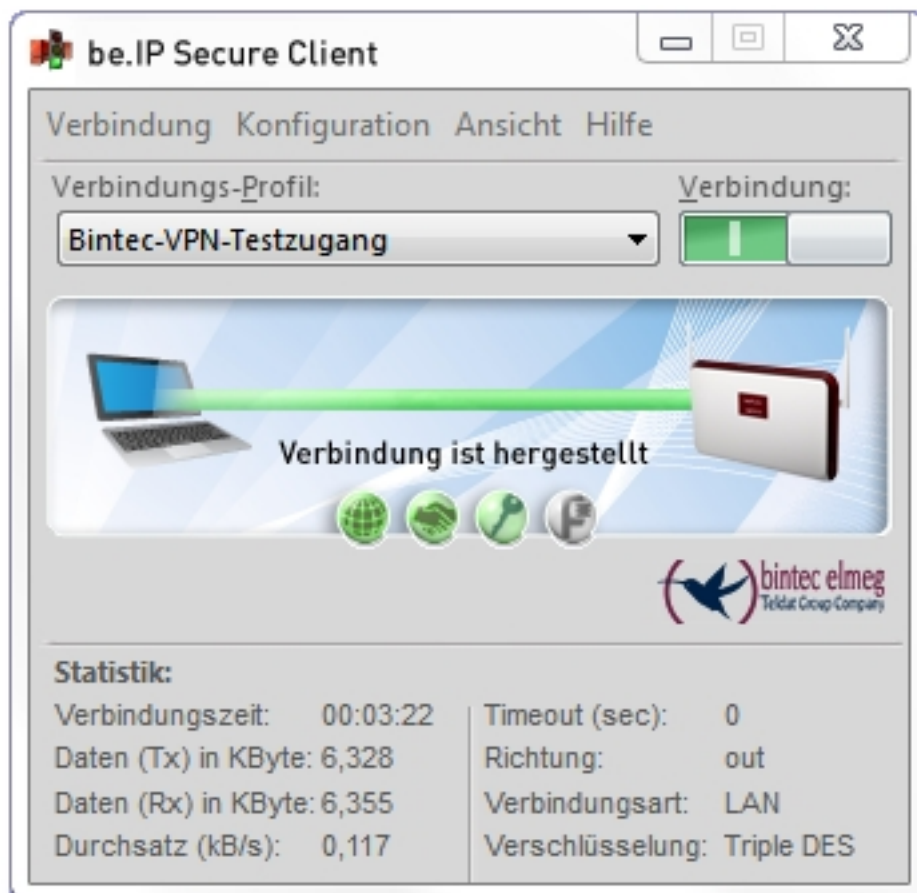 be.IP Secure Client
Verbindung Konfiguration Ansicht Hilfe
Verbindungs-Profil: Verbindung:
Bintec-VPN-Testzugang
Verbindung ist hergestellt
bintec elmeg
Teldat Group Company
Statistik:
Verbindungszeit: 00:03:22 Timeout (sec): 0
Daten (Tx) in KByte: 6,328 Richtung: out
Daten (Rx) in KByte: 6,355 Verbindungsart: LAN
Durchsatz (kB/s): 0,117 Verschlüsselung: Triple DES